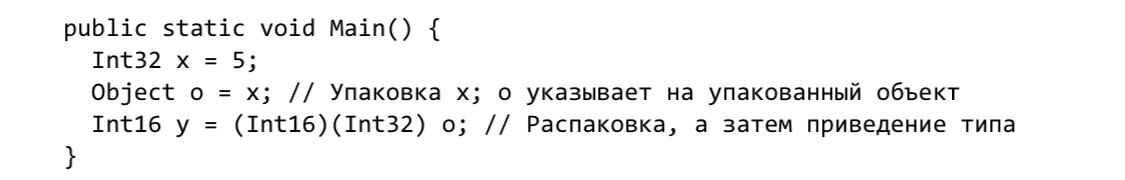 public static void Main() {
Int32 x = 5;
Object o = x; // Упаковка x; o указывает на упакованный объект
Int16 y = (Int16)(Int32) o; // Распаковка, а затем приведение типа
}